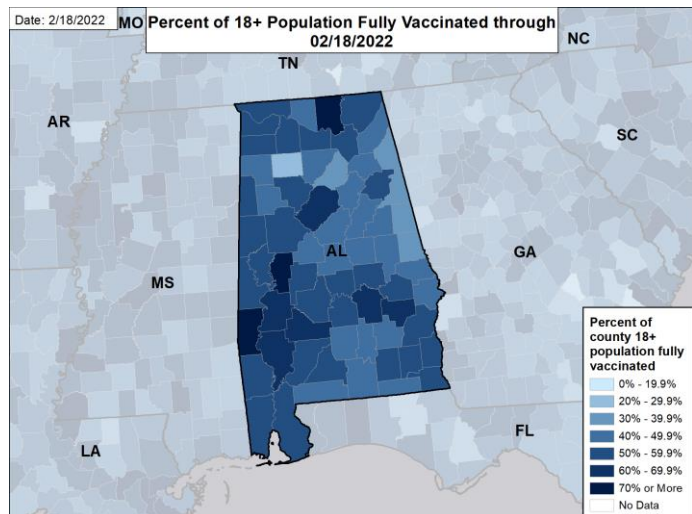 Date: 2/18/2022
Percent of 18+ Population Fully Vaccinated through
02/18/2022
MO
NC
TN
AR
SC
AL
MS
GA
LA
FL
Percent of
county 18+
population fully
vaccinated
0% - 19.9%
20% - 29.9%
30% - 39.9%
40% - 49.9%
50% - 59.9%
60% - 69.9%
70% or More
No Data